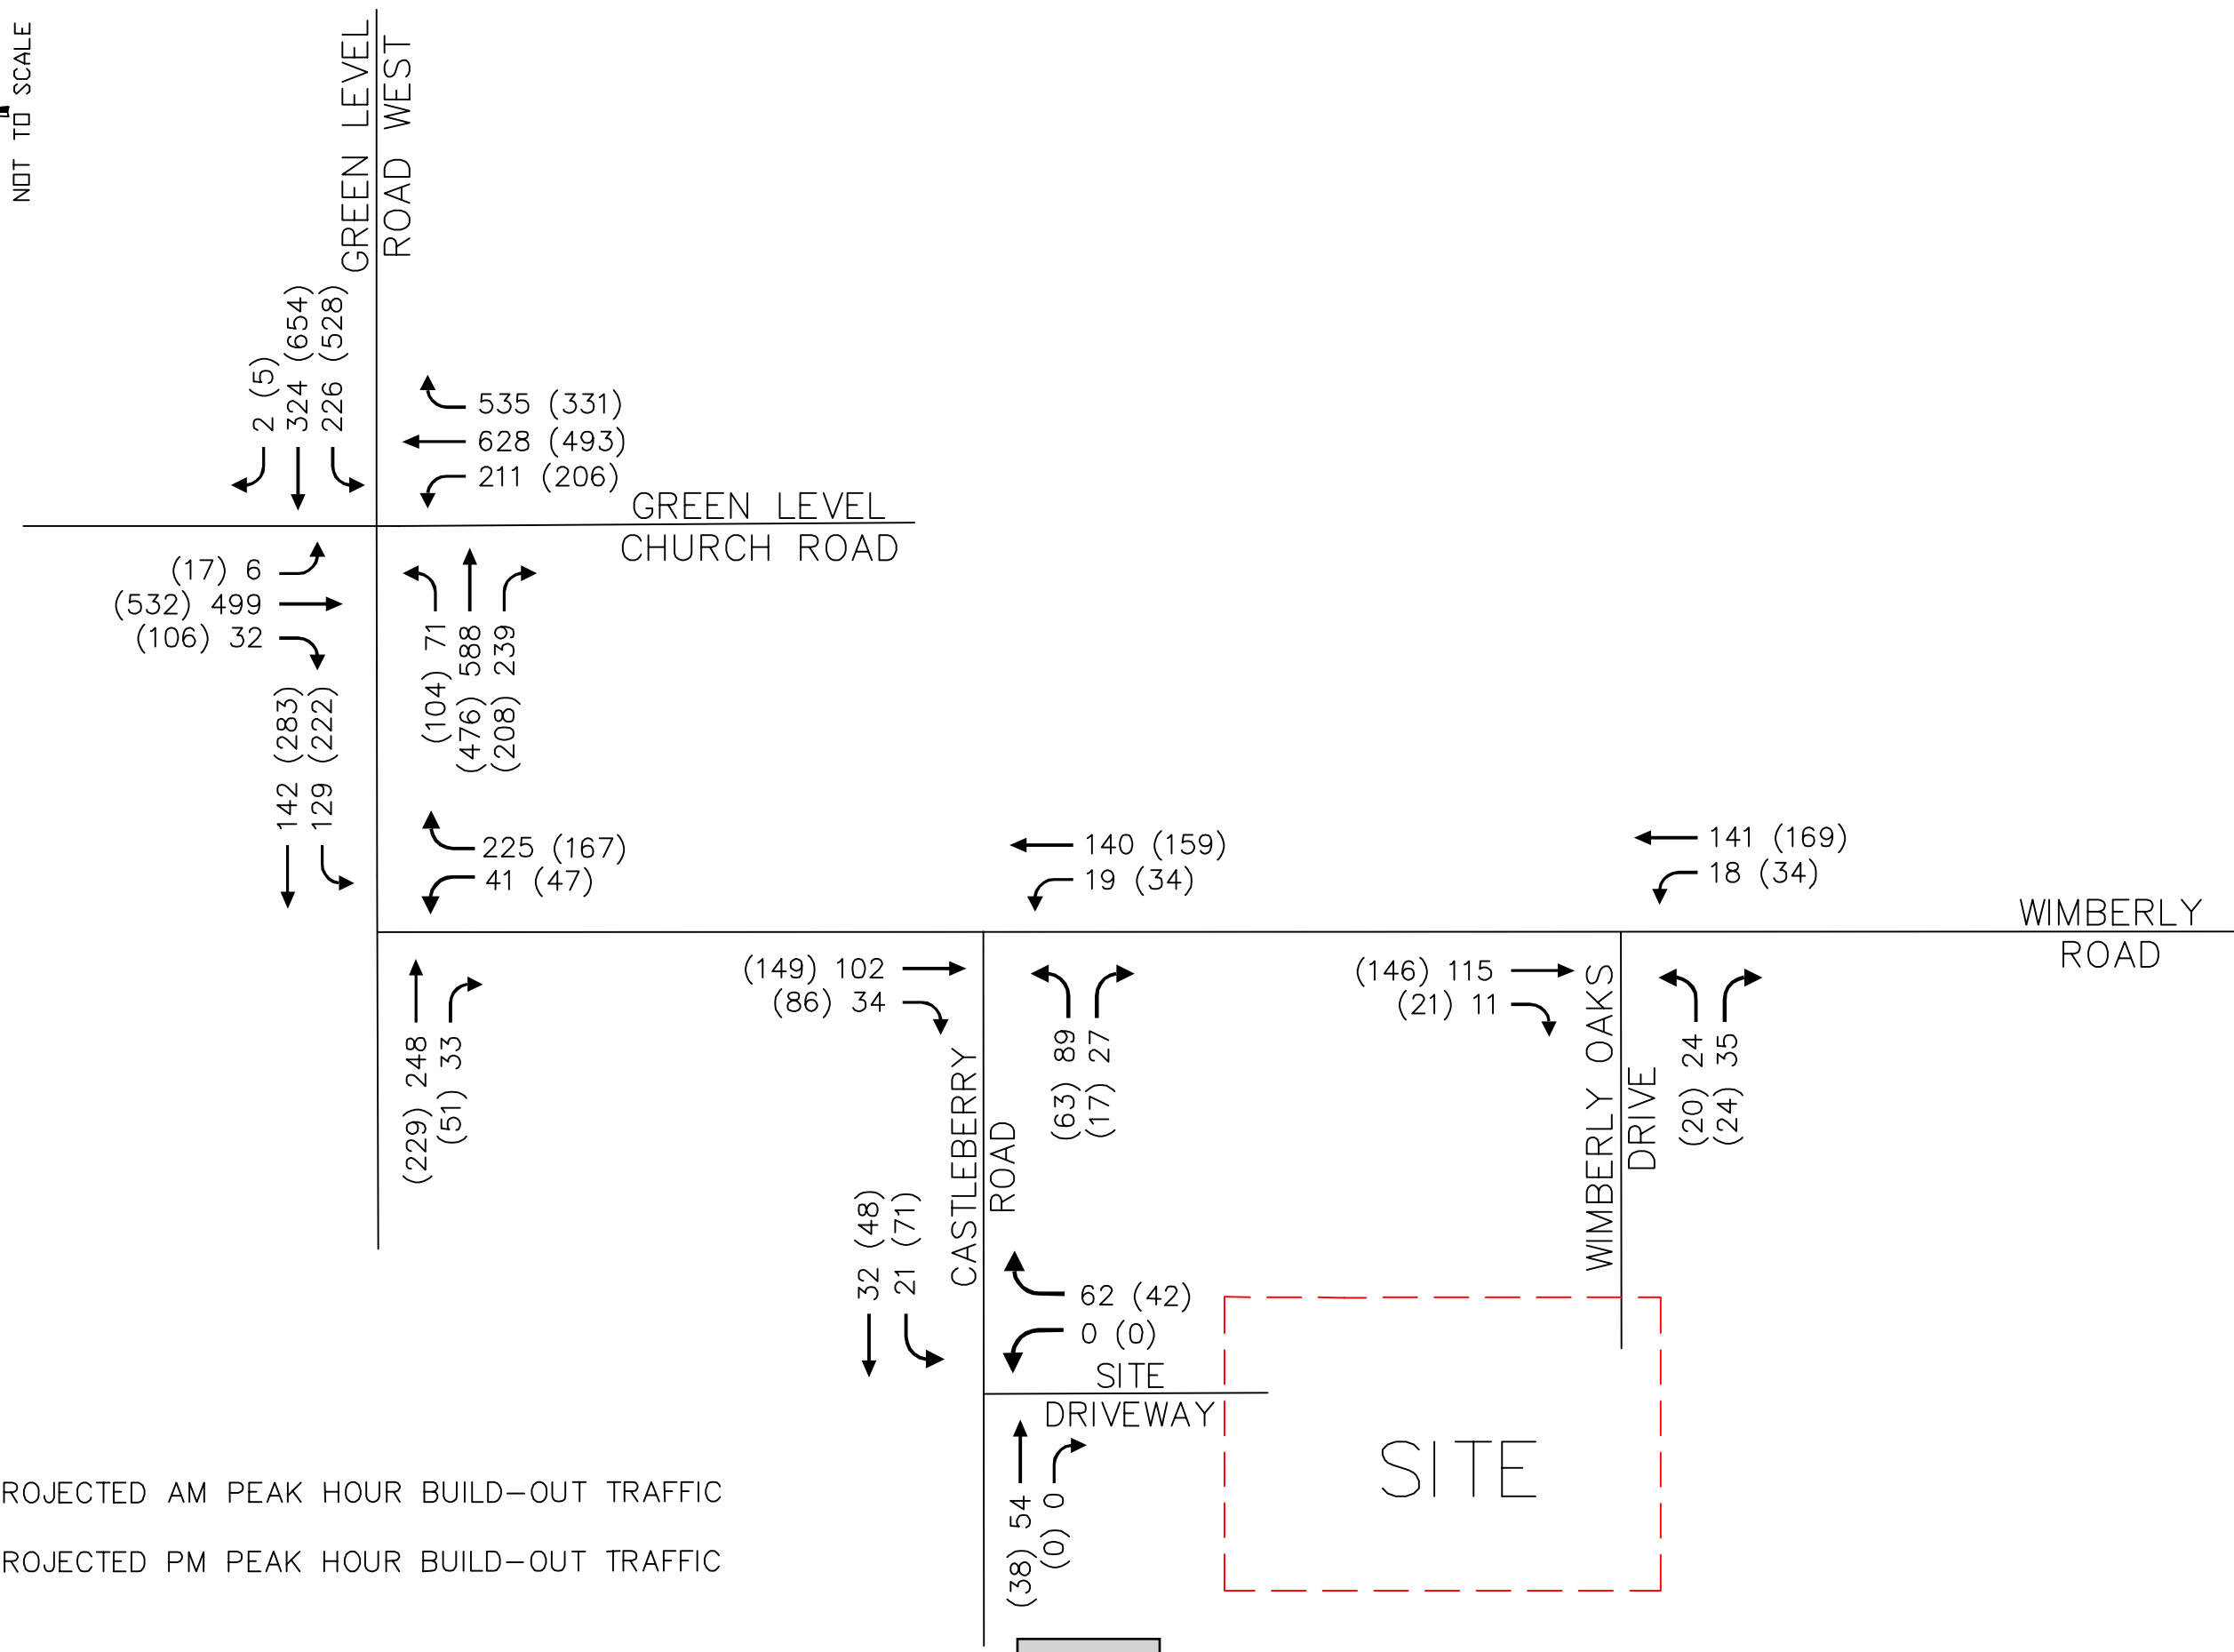 NOT TO SCALE
GREEN LEVEL
ROAD WEST
2 (5)
324 (654)
226 (528)
535 (331)
628 (493)
211 (206)
GREEN LEVEL
CHURCH ROAD
(17) 6
(532) 499
(106) 32
(104) 71
(476) 588
(208) 239
142 (283)
129 (222)
225 (167)
41 (47)
140 (159)
19 (34)
141 (169)
18 (34)
WIMBERLY
ROAD
(229) 248
(51) 33
(149) 102
(86) 34
(63) 89
(17) 27
(146) 115
(21) 11
(20) 24
(24) 35
CASTLEBERRY
ROAD
WIMBERLY OAKS
DRIVE
32 (48)
21 (71)
62 (42)
0 (0)
SITE
DRIVEWAY
(38) 54
(0) 0
SITE
ROJECTED AM PEAK HOUR BUILD-OUT TRAFFIC
ROJECTED PM PEAK HOUR BUILD-OUT TRAFFIC